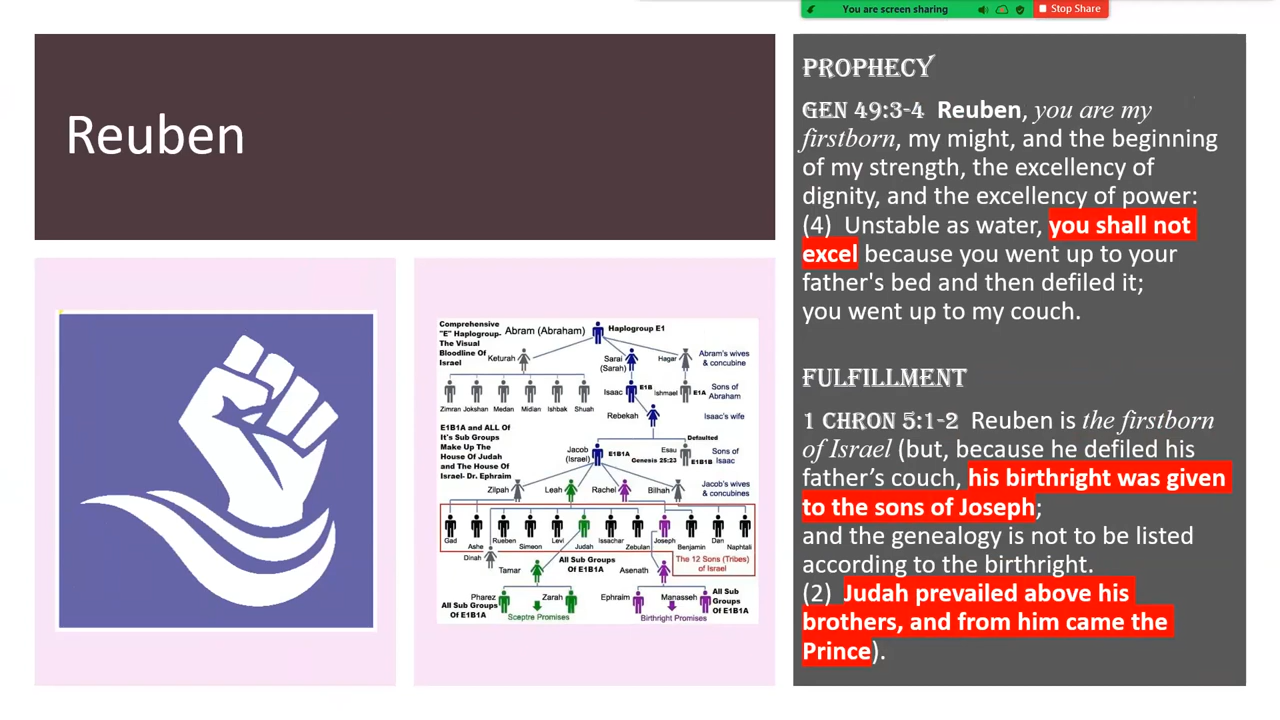 You are screen sharing
Stop Share
Reuben
Comprehensive
"E" Haplogroup-
The Visual
Bloodline Of
Israel
Abram (Abraham)
Haplogroup E1
Keturah
Sarai
(Sarah)
Hagar
Abram's wives
& concubine
Zimran
Jokshan
Medan
Midian
Ishbak
Shuah
Isaac
E1B
Ishmael
E1A
Sons of
Abraham
Rebekah
Isaac's wife
E1B1A and ALL Of
It's Sub Groups
Make Up The
House Of Judah
and The House Of
Israel- Dr. Ephraim
Jacob
(Israel)
E1B1A
Defaulted
Genesis 25:23
Esau
E1B1B
Sons of
Isaac
Zilpah
Leah
Rachel
Bilhah
Jacob's wives
& concubines
Gad
Ashe
Rueben
Simeon
Levi
Judah
Issachar
Zebulan
Joseph
Benjamin
Dan
Naphtali
Dinah
Tamar
All Sub Groups
Of E1B1A
Asenath
The 12 Sons (Tribes)
of Israel
Pharez
Zarah
Ephraim
Manasseh
All Sub Groups
Of E1B1A
Sceptre Promises
Birthright Promises
All Sub
Groups
Of
E1B1A
PROPHECY
GEN 49:3-4 Reuben, you are my
firstborn, my might, and the beginning
of my strength, the excellency of
dignity, and the excellency of power:
(4) Unstable as water, you shall not
excel because you went up to your
father's bed and then defiled it;
you went up to my couch.
FULFILLMENT
1 CHRON 5:1-2 Reuben is the firstborn
of Israel (but, because he defiled his
father’s couch, his birthright was given
to the sons of Joseph;
and the genealogy is not to be listed
according to the birthright.
(2) Judah prevailed above his
brothers, and from him came the
Prince).